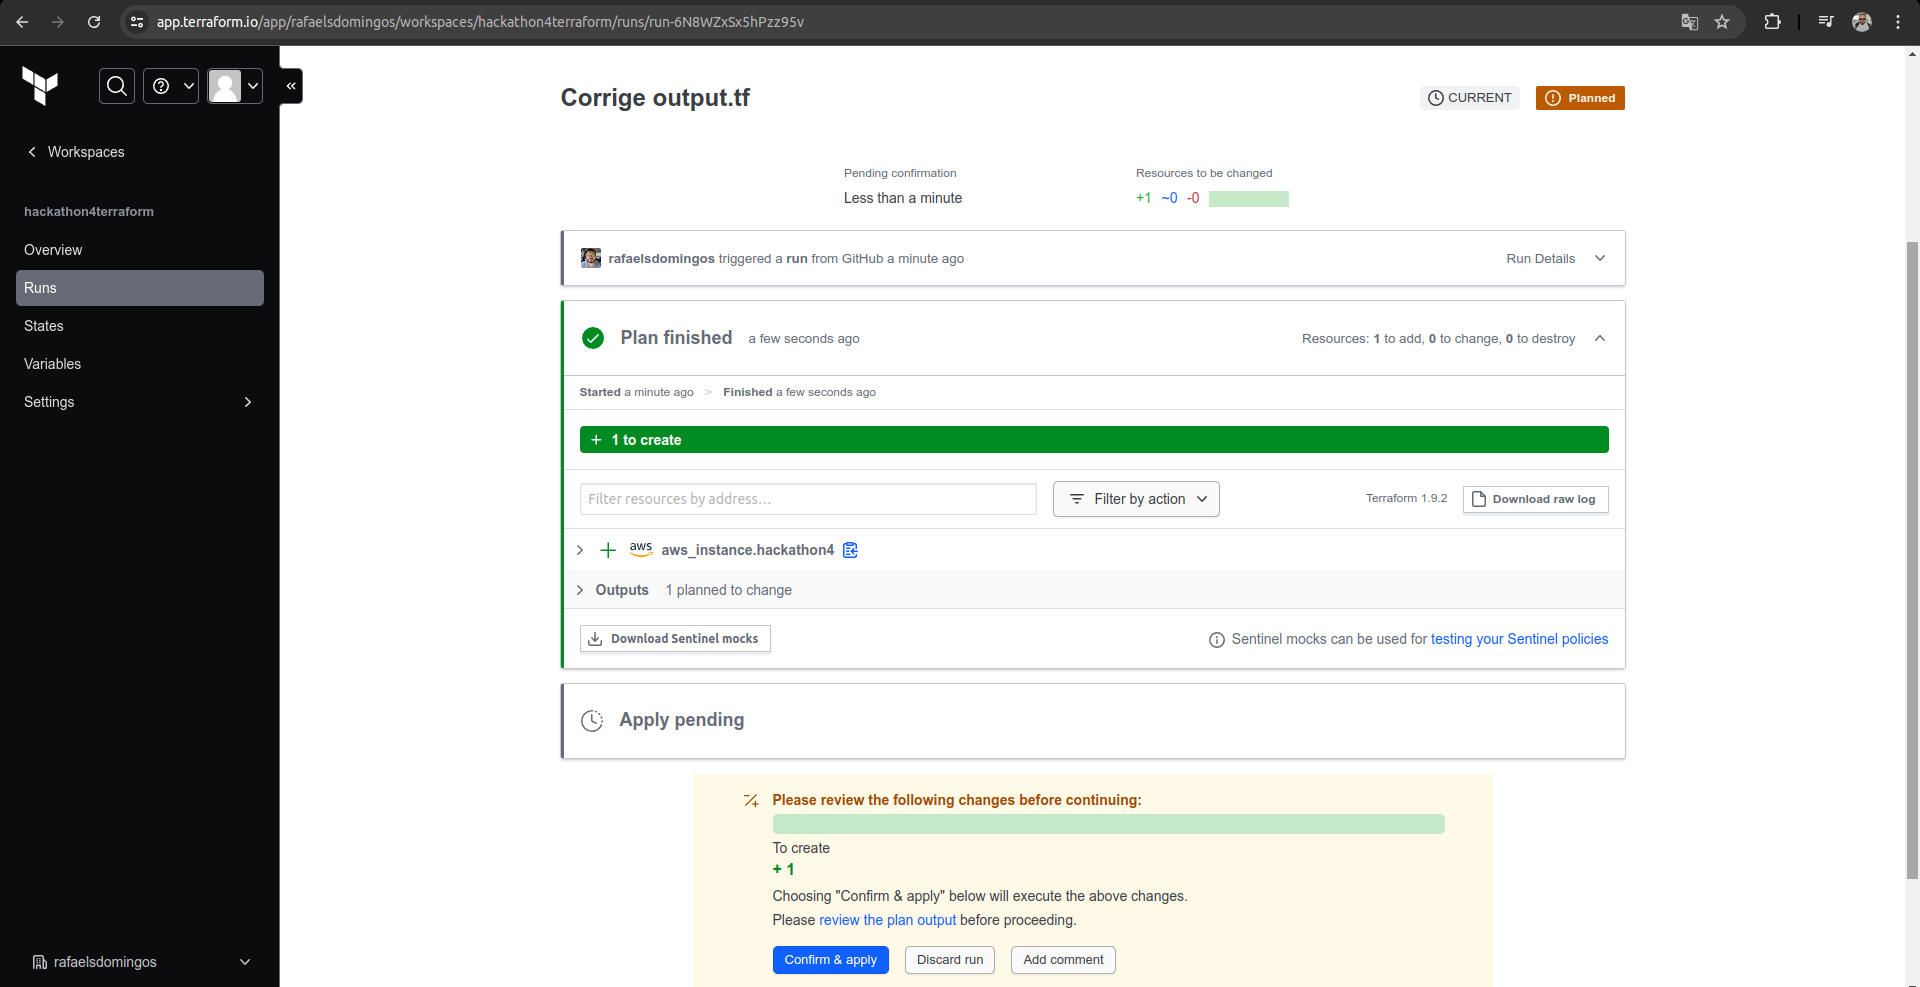 app.terraform.io/app/rafaelsdomingos/workspaces/hackathon4terraform/runs/run-6N8WZxSx5hPzz95v
Workspaces
hackathon4terraform
Overview
Runs
States
Variables
Settings
rafaelsdomingos
Corrige output.tf
CURRENT
Planned
Pending confirmation
Less than a minute
Resources to be changed
+1 ~0 -0
rafaelsdomingos triggered a run from GitHub a minute ago
Run Details
Plan finished a few seconds ago
Resources: 1 to add, 0 to change, 0 to destroy
Started a minute ago > Finished a few seconds ago
+ 1 to create
Filter resources by address...
Filter by action
Terraform 1.9.2
Download raw log
+ aws aws_instance.hackathon4
Outputs 1 planned to change
Download Sentinel mocks
Sentinel mocks can be used for testing your Sentinel policies
Apply pending
Please review the following changes before continuing:
To create
+ 1
Choosing "Confirm & apply" below will execute the above changes.
Please review the plan output before proceeding.
Confirm & apply
Discard run
Add comment